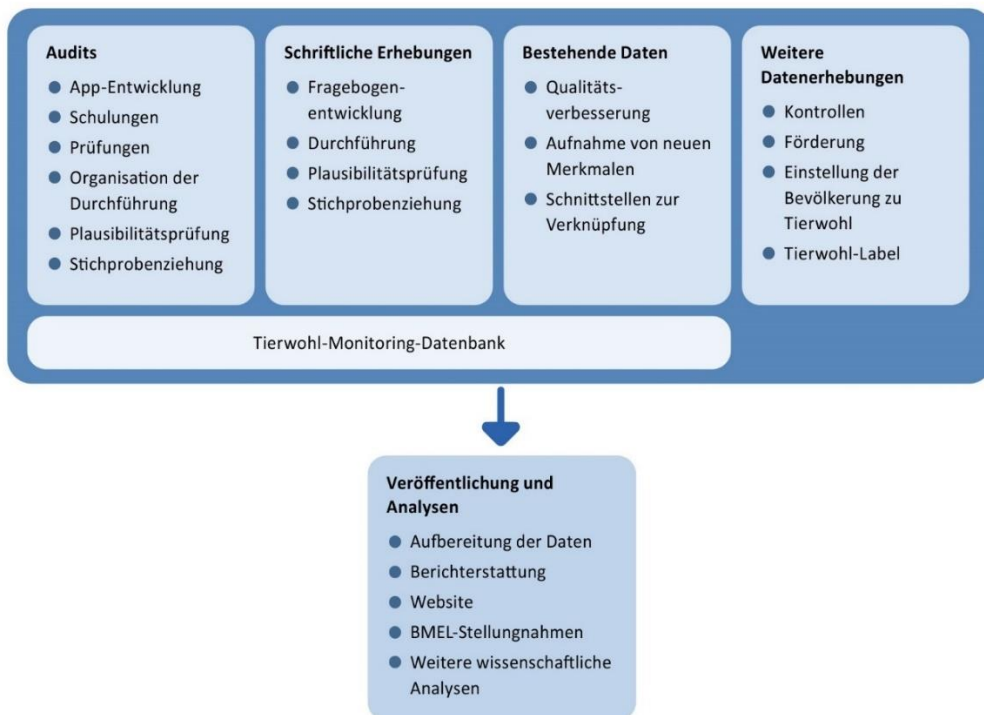 Audits
App-Entwicklung
Schulungen
Prüfungen
Organisation der
Durchführung
Plausibilitätsprüfung
Stichprobenziehung
Schriftliche Erhebungen
Fragebogen-
entwicklung
Durchführung
Plausibilitätsprüfung
Stichprobenziehung
Bestehende Daten
Qualitäts-
verbesserung
Aufnahme von neuen
Merkmalen
Schnittstellen zur
Verknüpfung
Weitere
Datenerhebungen
Kontrollen
Förderung
Einstellung der
Bevölkerung zu
Tierwohl
Tierwohl-Label
Tierwohl-Monitoring-Datenbank
Veröffentlichung und
Analysen
Aufbereitung der Daten
Berichterstattung
Website
BMEL-Stellungnahmen
Weitere wissenschaftliche
Analysen